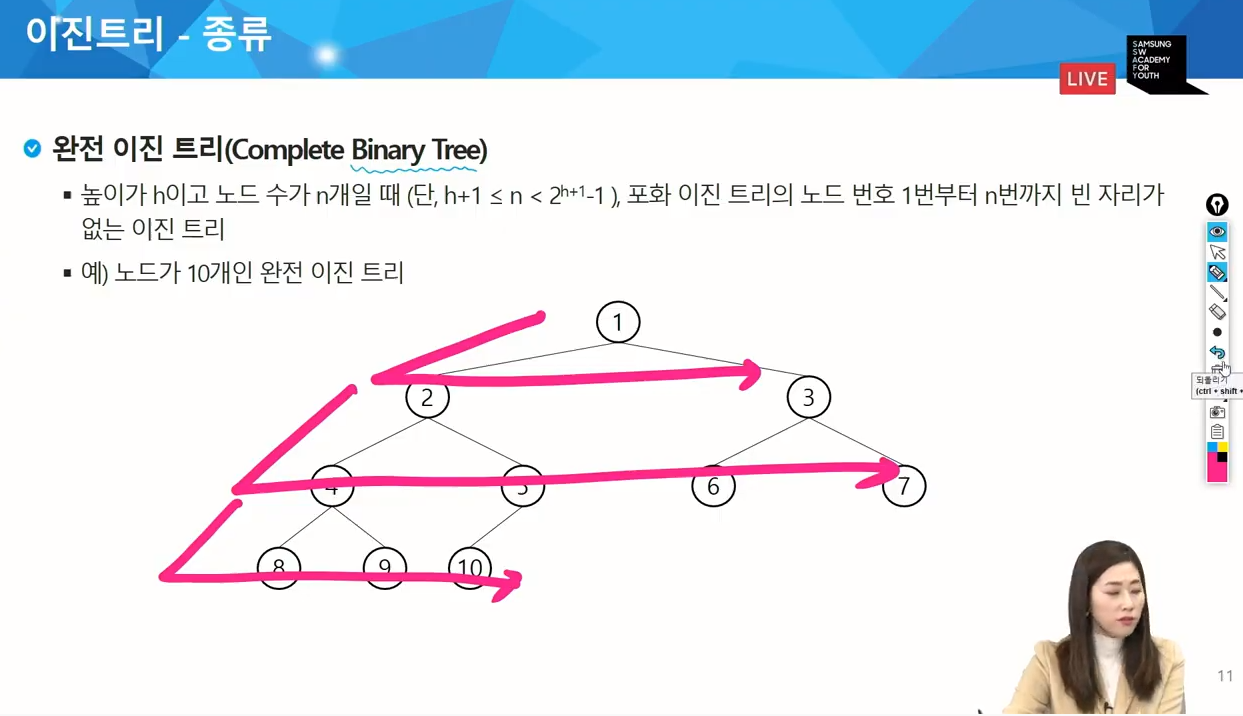 이진트리 - 종류
SAMSUNG
SW
ACADEMY
FOR
YOUTH
LIVE
완전 이진 트리(Complete Binary Tree)
높이가 h이고 노드 수가 n개일 때 (단, h+1 ≤ n < 2ʰ⁺¹-1 ), 포화 이진 트리의 노드 번호 1번부터 n번까지 빈 자리가
없는 이진 트리
예) 노드가 10개인 완전 이진 트리
1
2 3
4 5 6 7
8 9 10
되돌리기
(ctrl + shift +
11